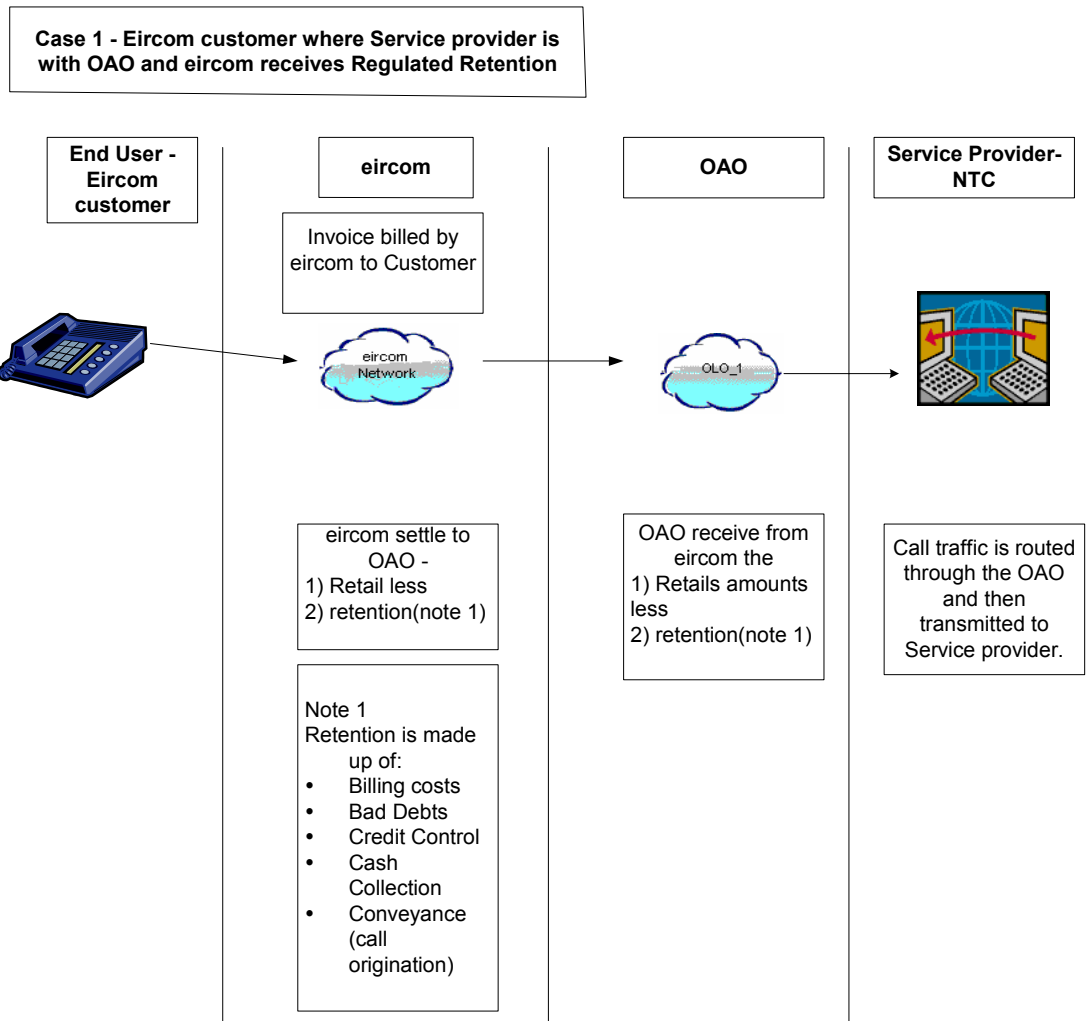 Case 1 - Eircom customer where Service provider is
with OAO and eircom receives Regulated Retention
End User -
Eircom
customer
eircom
OAO
Service Provider-
NTC
Invoice billed by
eircom to Customer
eircom
Network
OLO_1
eircom settle to
OAO -
1) Retail less
2) retention(note 1)
OAO receive from
eircom the
1) Retails amounts
less
2) retention(note 1)
Call traffic is routed
through the OAO
and then
transmitted to
Service provider.
Note 1
Retention is made
up of:
• Billing costs
• Bad Debts
• Credit Control
• Cash
Collection
• Conveyance
(call
origination)